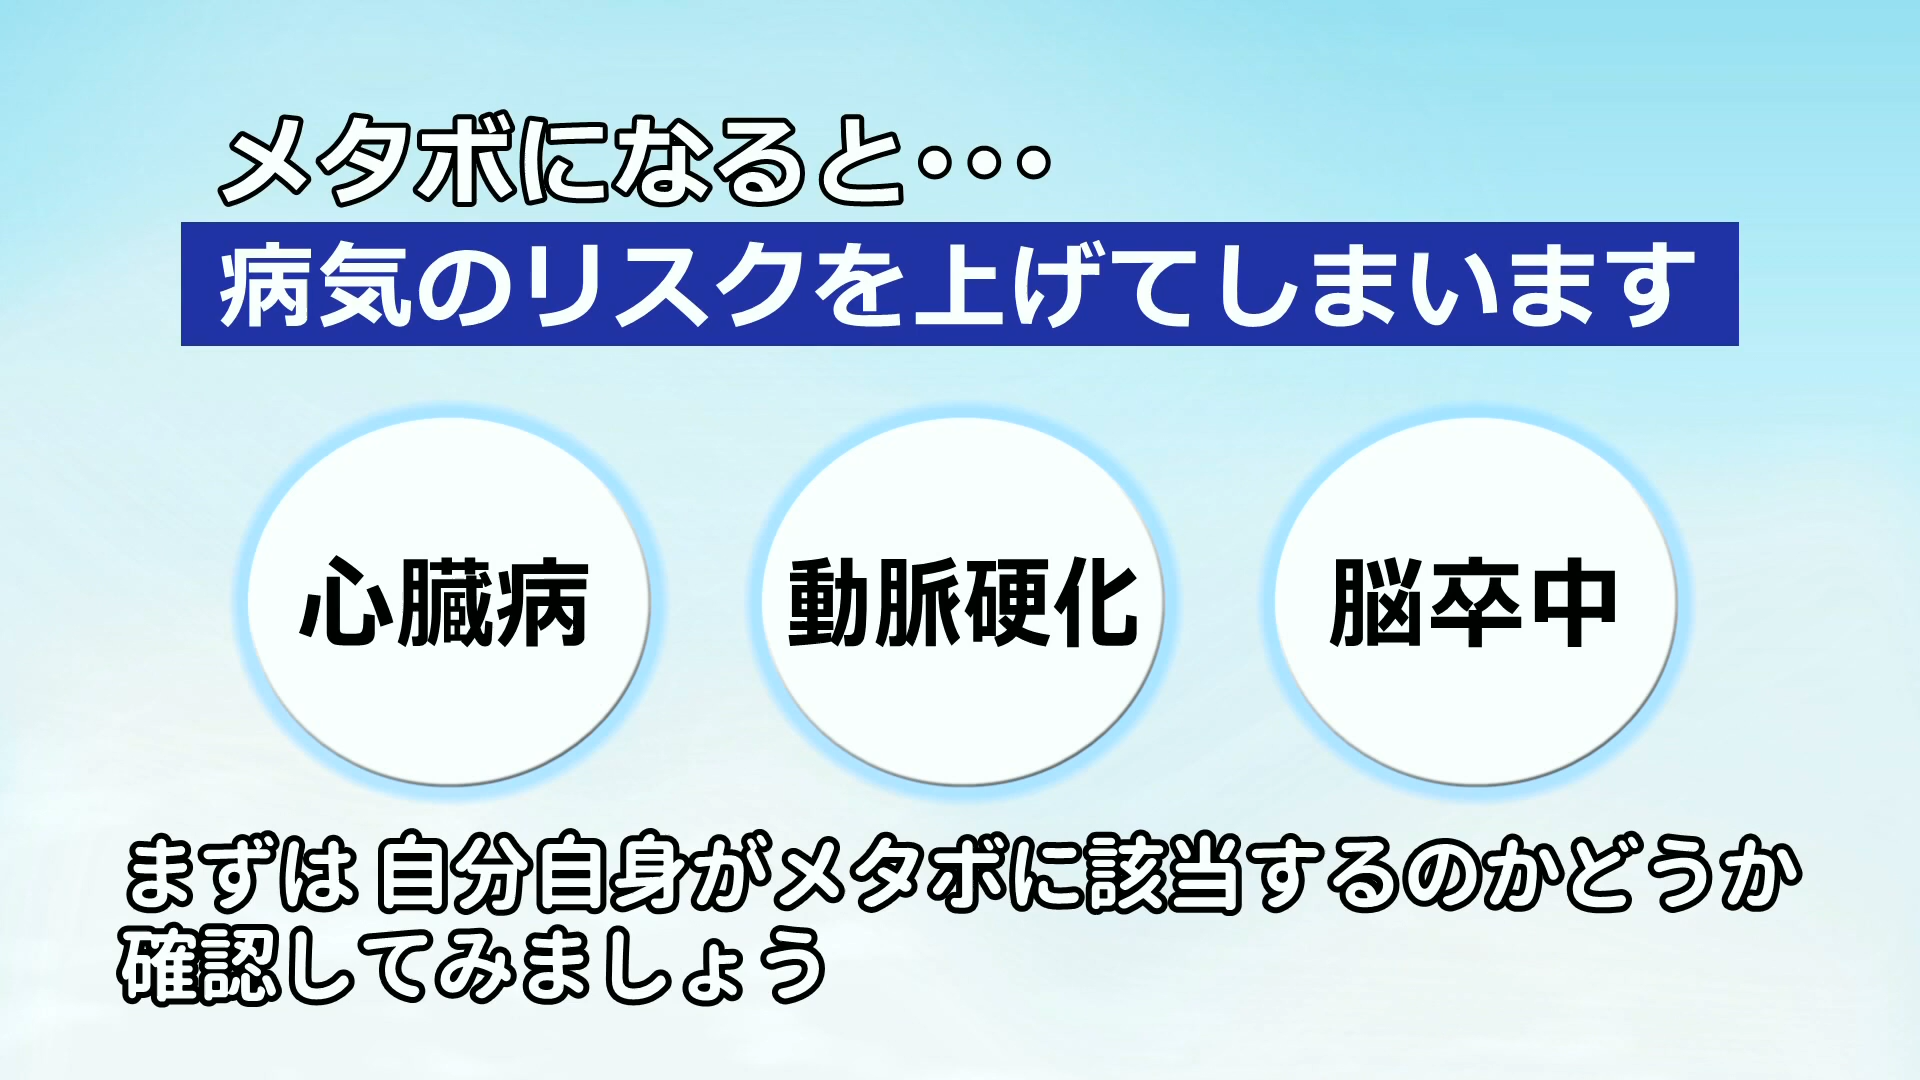 メタボになると･･･
病気のリスクを上げてしまいます
心臓病
動脈硬化
脳卒中
まずは 自分自身がメタボに該当するのかどうか
確認してみましょう